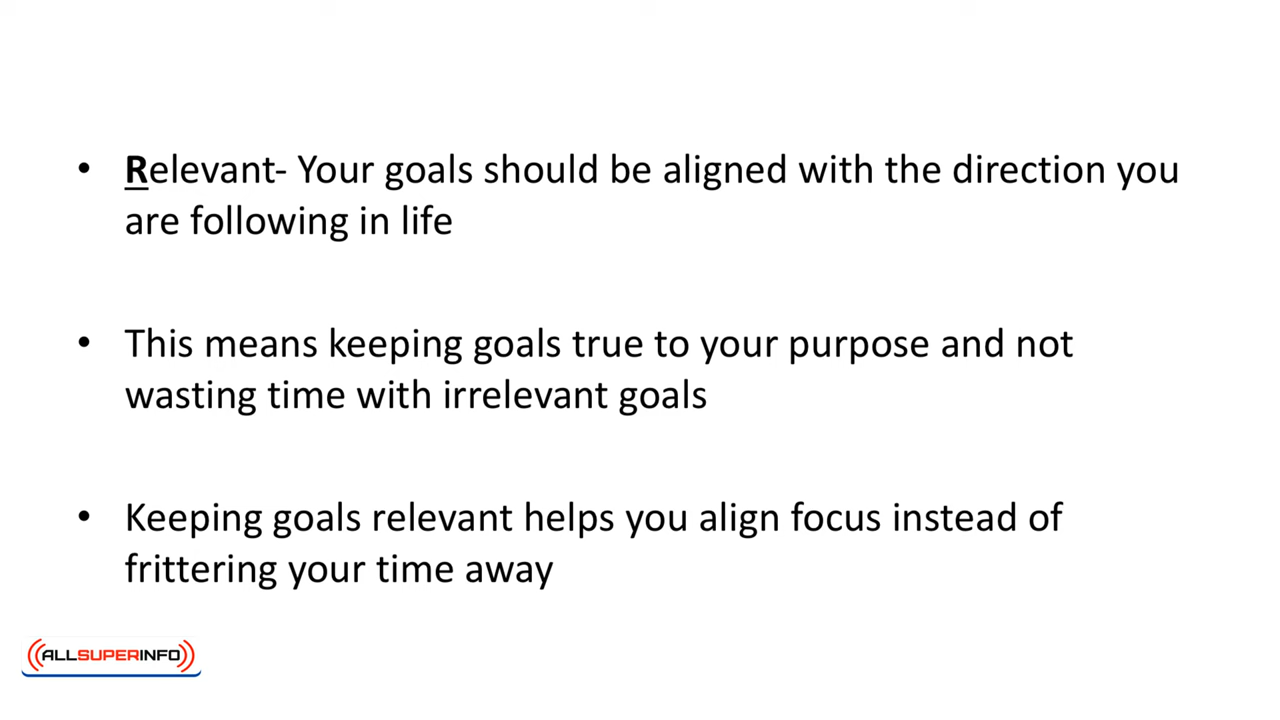 • Relevant- Your goals should be aligned with the direction you
are following in life
• This means keeping goals true to your purpose and not
wasting time with irrelevant goals
• Keeping goals relevant helps you align focus instead of
frittering your time away
((ALLSUPERINFO))